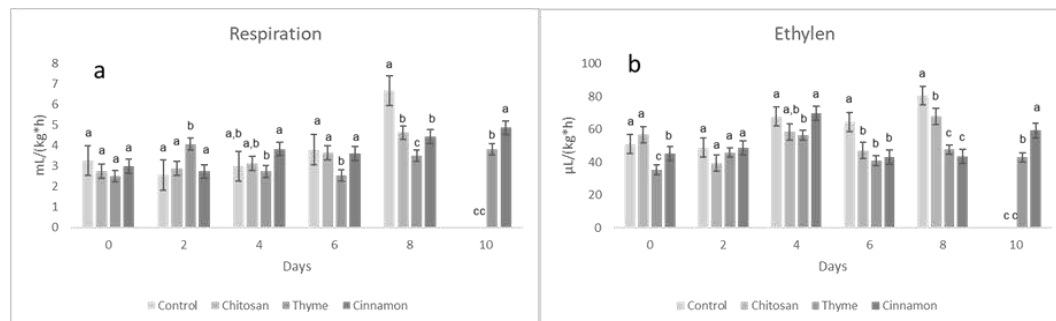 Respiration
a
mL/(kg*h)
8
7
6
5
4
3
2
1
0
a a a a
a a b a
a,b a,b b a
a a b a
a b c b
cc b a
0 2 4 6 8 10
Days
Control Chitosan Thyme Cinnamon
Ethylen
b
µL/(kg*h)
100
80
60
40
20
0
a a c b
a a a a
a a,b a a
a b b b
a b c c
c c b a
0 2 4 6 8 10
Days
Control Chitosan Thyme Cinnamon